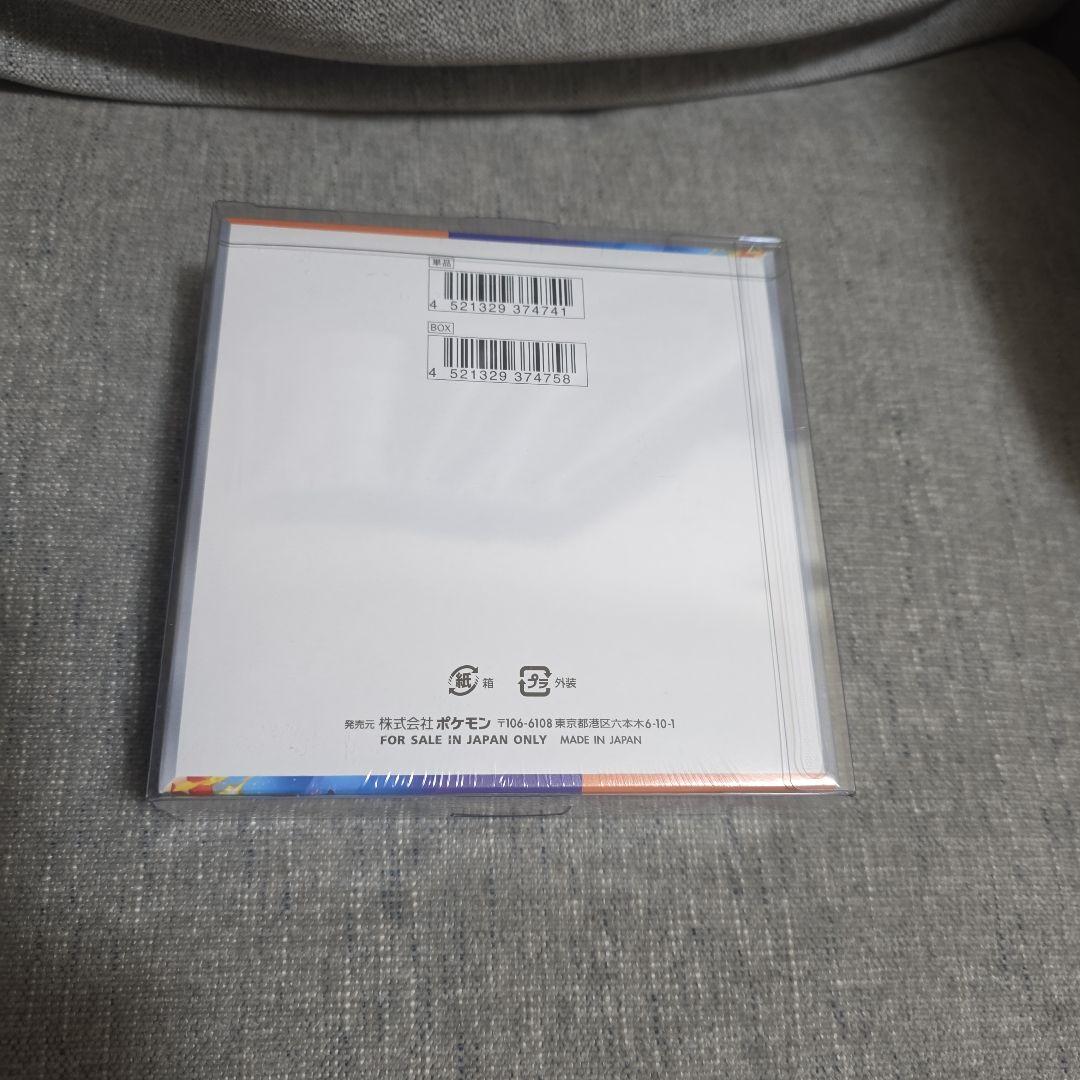 単品
4 521329 374741
BOX
4 521329 374758
紙 箱 プラ 外装
発売元 株式会社ポケモン 〒106-6108 東京都港区六本木6-10-1
FOR SALE IN JAPAN ONLY MADE IN JAPAN